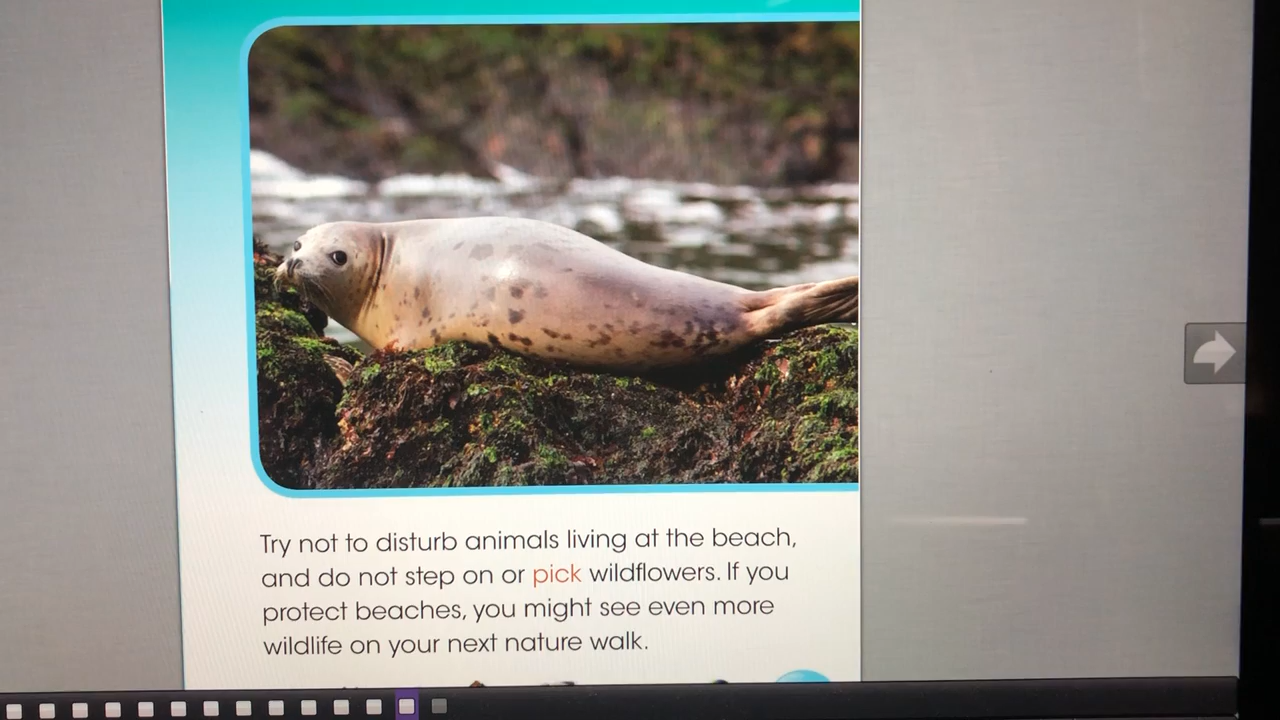 Try not to disturb animals living at the beach,
and do not step on or pick wildflowers. If you
protect beaches, you might see even more
wildlife on your next nature walk.